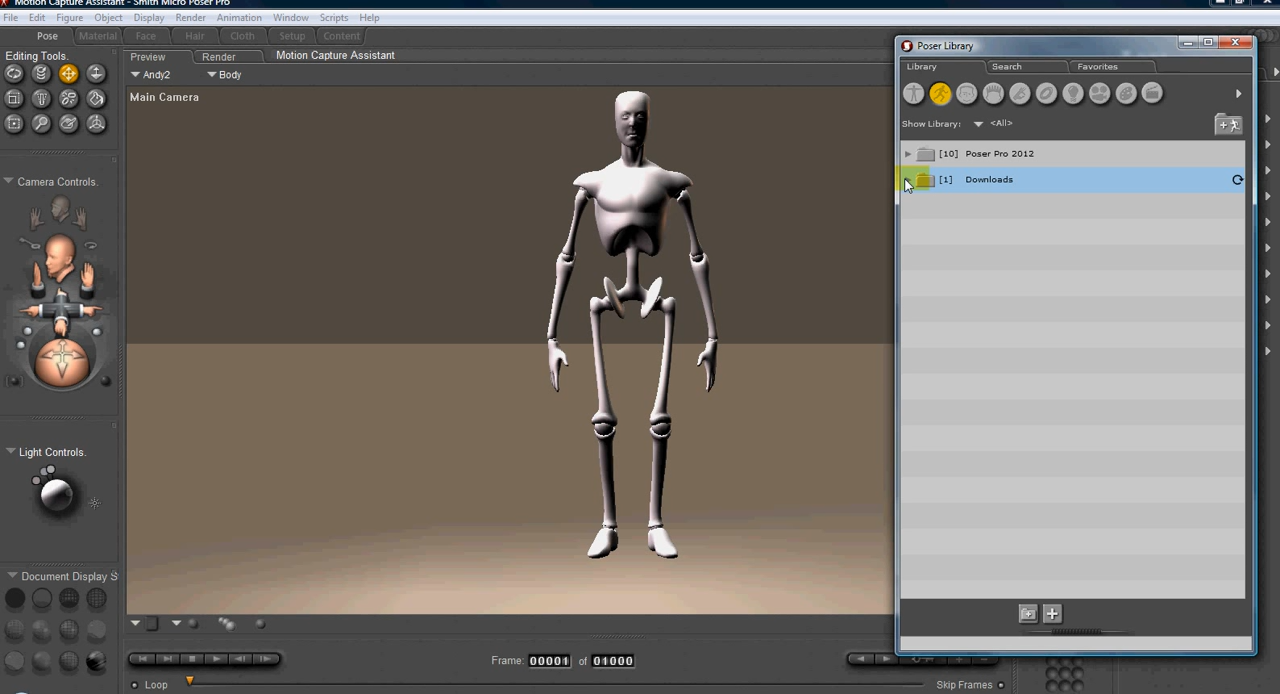 Motion Capture Assistant - Smith Micro Poser Pro
File Edit Figure Object Display Render Animation Window Scripts Help
Pose Material Face Hair Cloth Setup Content
Editing Tools.
Preview Render Motion Capture Assistant
Andy2 Body
Main Camera
Camera Controls.
Light Controls.
Document Display S
Frame: 00001 of 01000
Loop
Skip Frames
Poser Library
Library Search Favorites
Show Library: <All>
[10] Poser Pro 2012
[1] Downloads